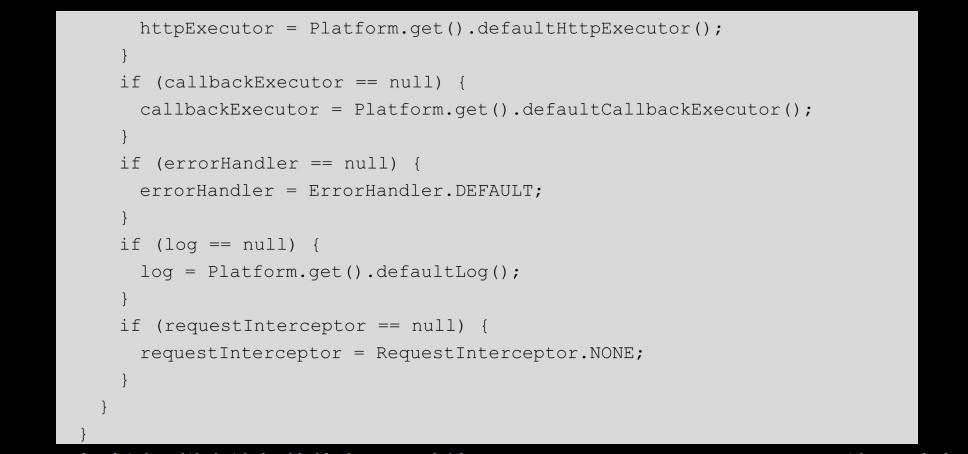 httpExecutor = Platform.get().defaultHttpExecutor();
}
if (callbackExecutor == null) {
callbackExecutor = Platform.get().defaultCallbackExecutor();
}
if (errorHandler == null) {
errorHandler = ErrorHandler.DEFAULT;
}
if (log == null) {
log = Platform.get().defaultLog();
}
if (requestInterceptor == null) {
requestInterceptor = RequestInterceptor.NONE;
}
}
}